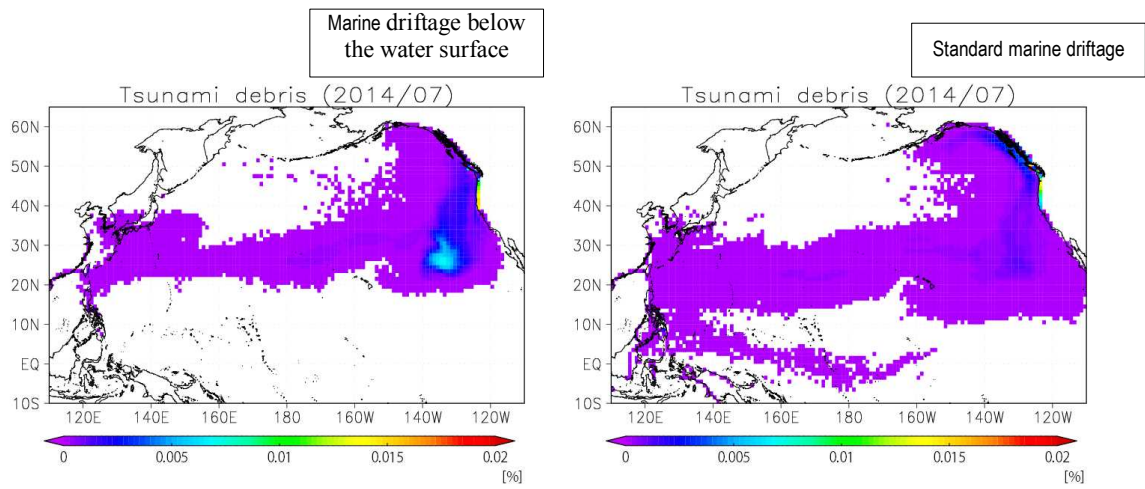 Marine driftage below
the water surface
Tsunami debris (2014/07)
60N
50N
40N
30N
20N
10N
EQ
10S
120E 140E 160E 180 160W 140W 120W
0 0.005 0.01 0.015 0.02
[%]
Standard marine driftage
Tsunami debris (2014/07)
60N
50N
40N
30N
20N
10N
EQ
10S
120E 140E 160E 180 160W 140W 120W
0 0.005 0.01 0.015 0.02
[%]